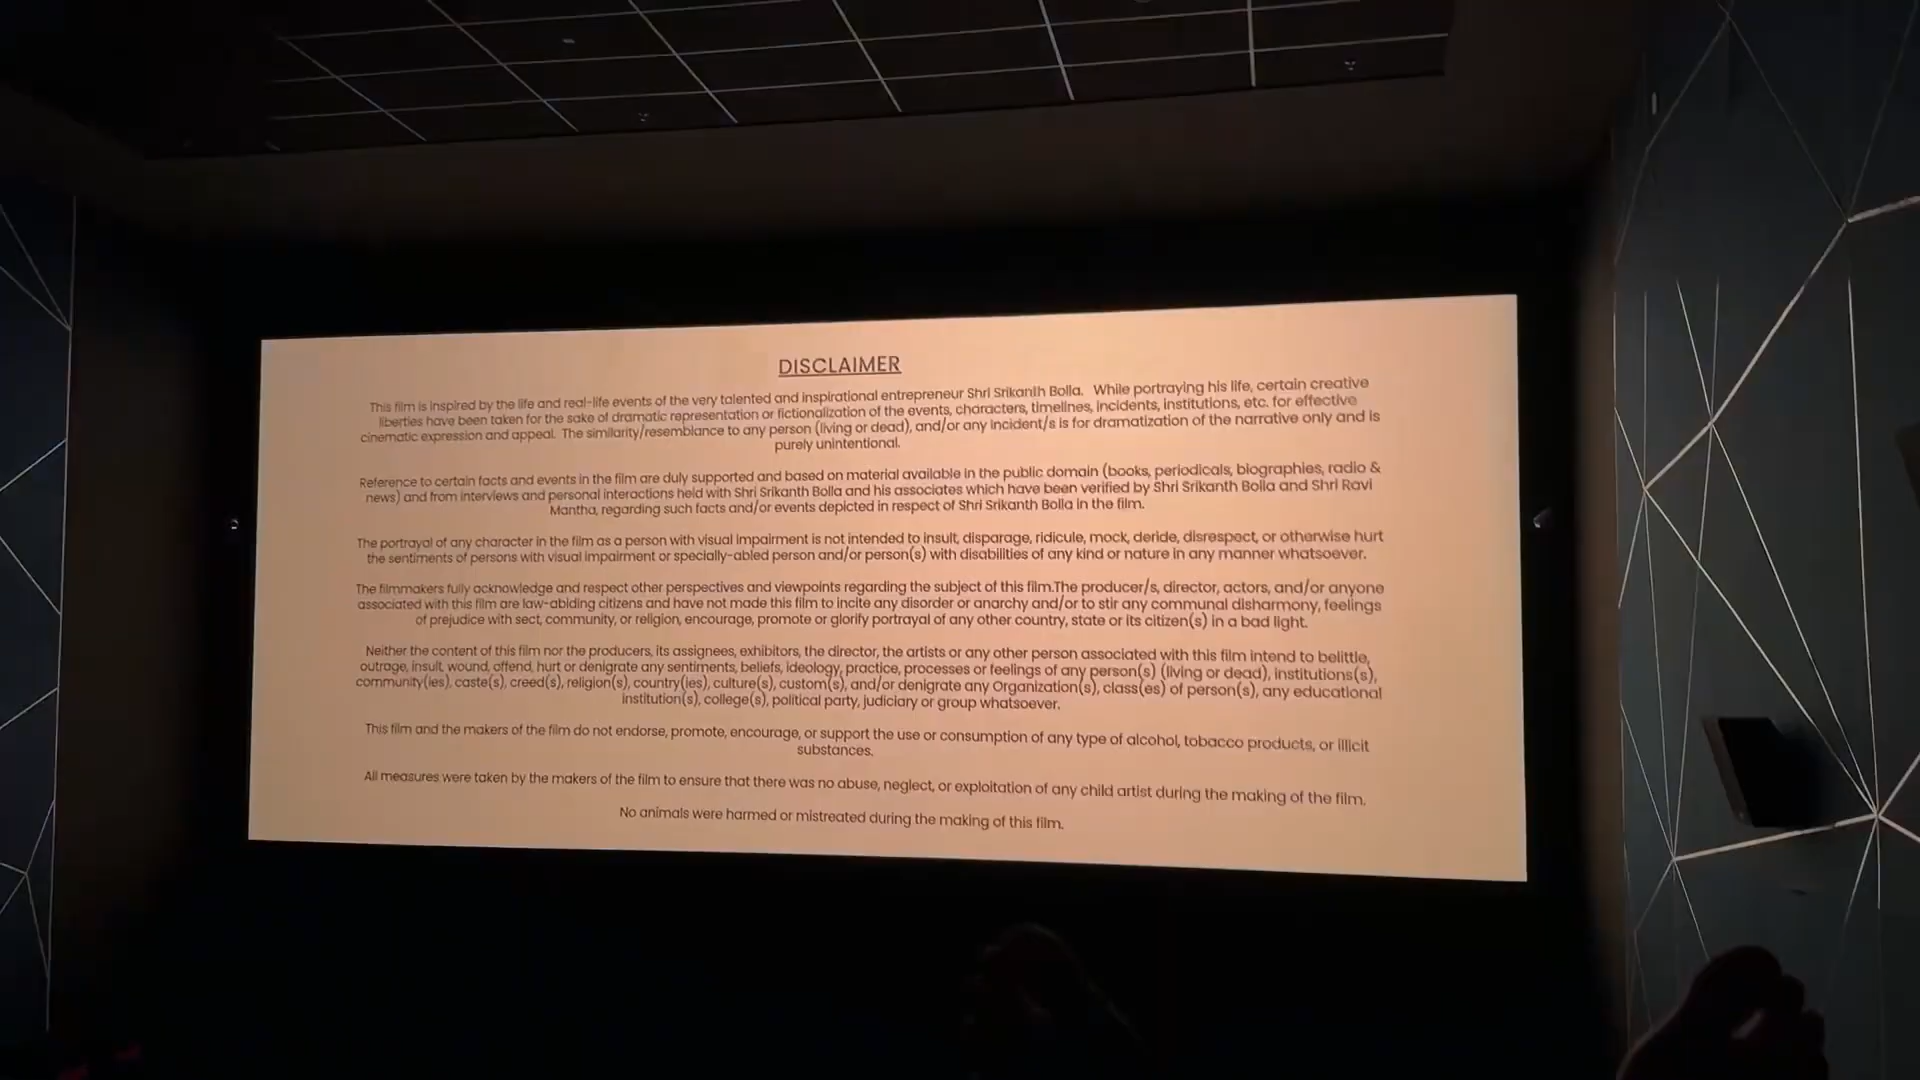 DISCLAIMER
This film is inspired by the life and real-life events of the very talented and inspirational entrepreneur Shri Srikanth Bolla. While portraying his life, certain creative
liberties have been taken for the sake of dramatic representation or fictionalization of the events, characters, timelines, incidents, institutions, etc. for effective
cinematic expression and appeal. The similarity/resemblance to any person (living or dead), and/or any incident/s is for dramatization of the narrative only and is
purely unintentional.
Reference to certain facts and events in the film are duly supported and based on material available in the public domain (books, periodicals, biographies, radio &
news) and from interviews and personal interactions held with Shri Srikanth Bolla and his associates which have been verified by Shri Srikanth Bolla and Shri Ravi
Mantha, regarding such facts and/or events depicted in respect of Shri Srikanth Bolla in the film.
The portrayal of any character in the film as a person with visual impairment is not intended to insult, disparage, ridicule, mock, deride, disrespect, or otherwise hurt
the sentiments of persons with visual impairment or specially-abled person and/or person(s) with disabilities of any kind or nature in any manner whatsoever.
The filmmakers fully acknowledge and respect other perspectives and viewpoints regarding the subject of this film.The producer/s, director, actors, and/or anyone
associated with this film are law-abiding citizens and have not made this film to incite any disorder or anarchy and/or to stir any communal disharmony, feelings
of prejudice with sect, community, or religion, encourage, promote or glorify portrayal of any other country, state or its citizen(s) in a bad light.
Neither the content of this film nor the producers, its assignees, exhibitors, the director, the artists or any other person associated with this film intend to belittle,
outrage, insult, wound, offend, hurt or denigrate any sentiments, beliefs, ideology, practice, processes or feelings of any person(s) (living or dead), institutions(s),
community(ies), caste(s), creed(s), religion(s), country(ies), culture(s), custom(s), and/or denigrate any Organization(s), class(es) of person(s), any educational
institution(s), college(s), political party, judiciary or group whatsoever.
This film and the makers of the film do not endorse, promote, encourage, or support the use or consumption of any type of alcohol, tobacco products, or illicit
substances.
All measures were taken by the makers of the film to ensure that there was no abuse, neglect, or exploitation of any child artist during the making of the film.
No animals were harmed or mistreated during the making of this film.